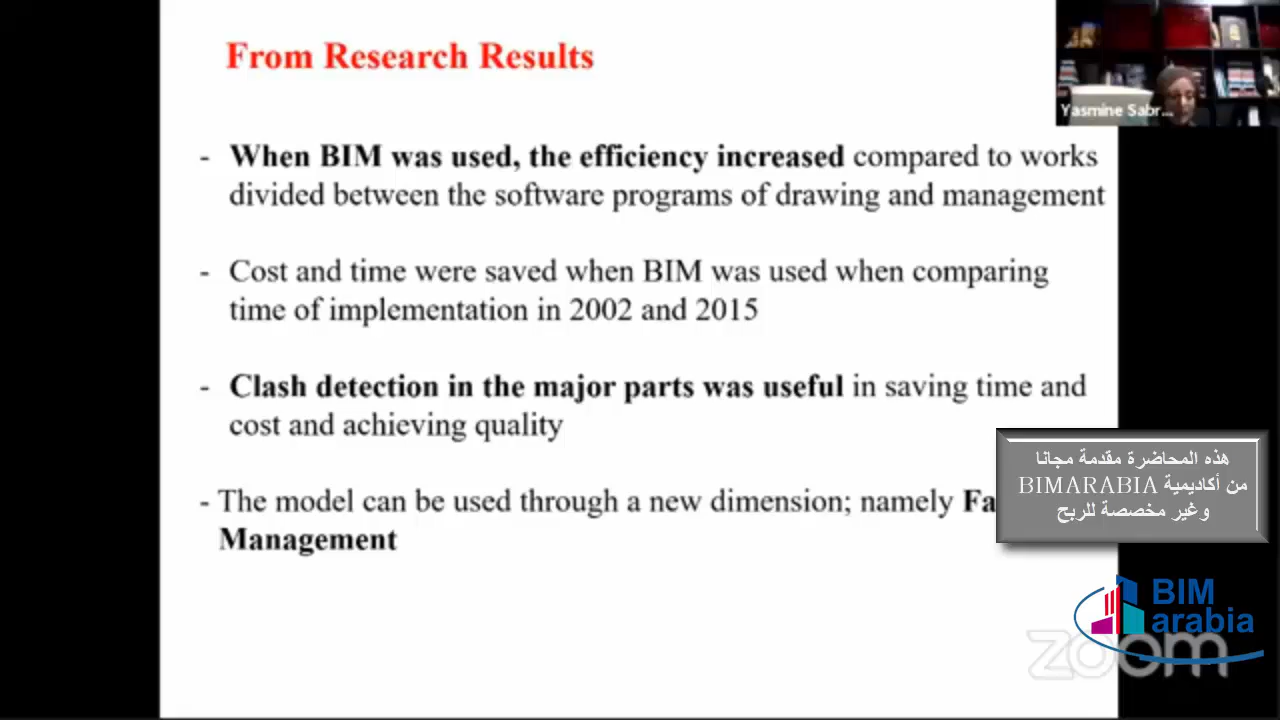 From Research Results
Yasmine Sabr...
- When BIM was used, the efficiency increased compared to works
divided between the software programs of drawing and management
- Cost and time were saved when BIM was used when comparing
time of implementation in 2002 and 2015
- Clash detection in the major parts was useful in saving time and
cost and achieving quality
- The model can be used through a new dimension; namely Fa
Management
هذه المحاضرة مقدمة مجانا
من أكاديمية BIMARABIA
وغير مخصصة للربح
BIM
arabia
zoom